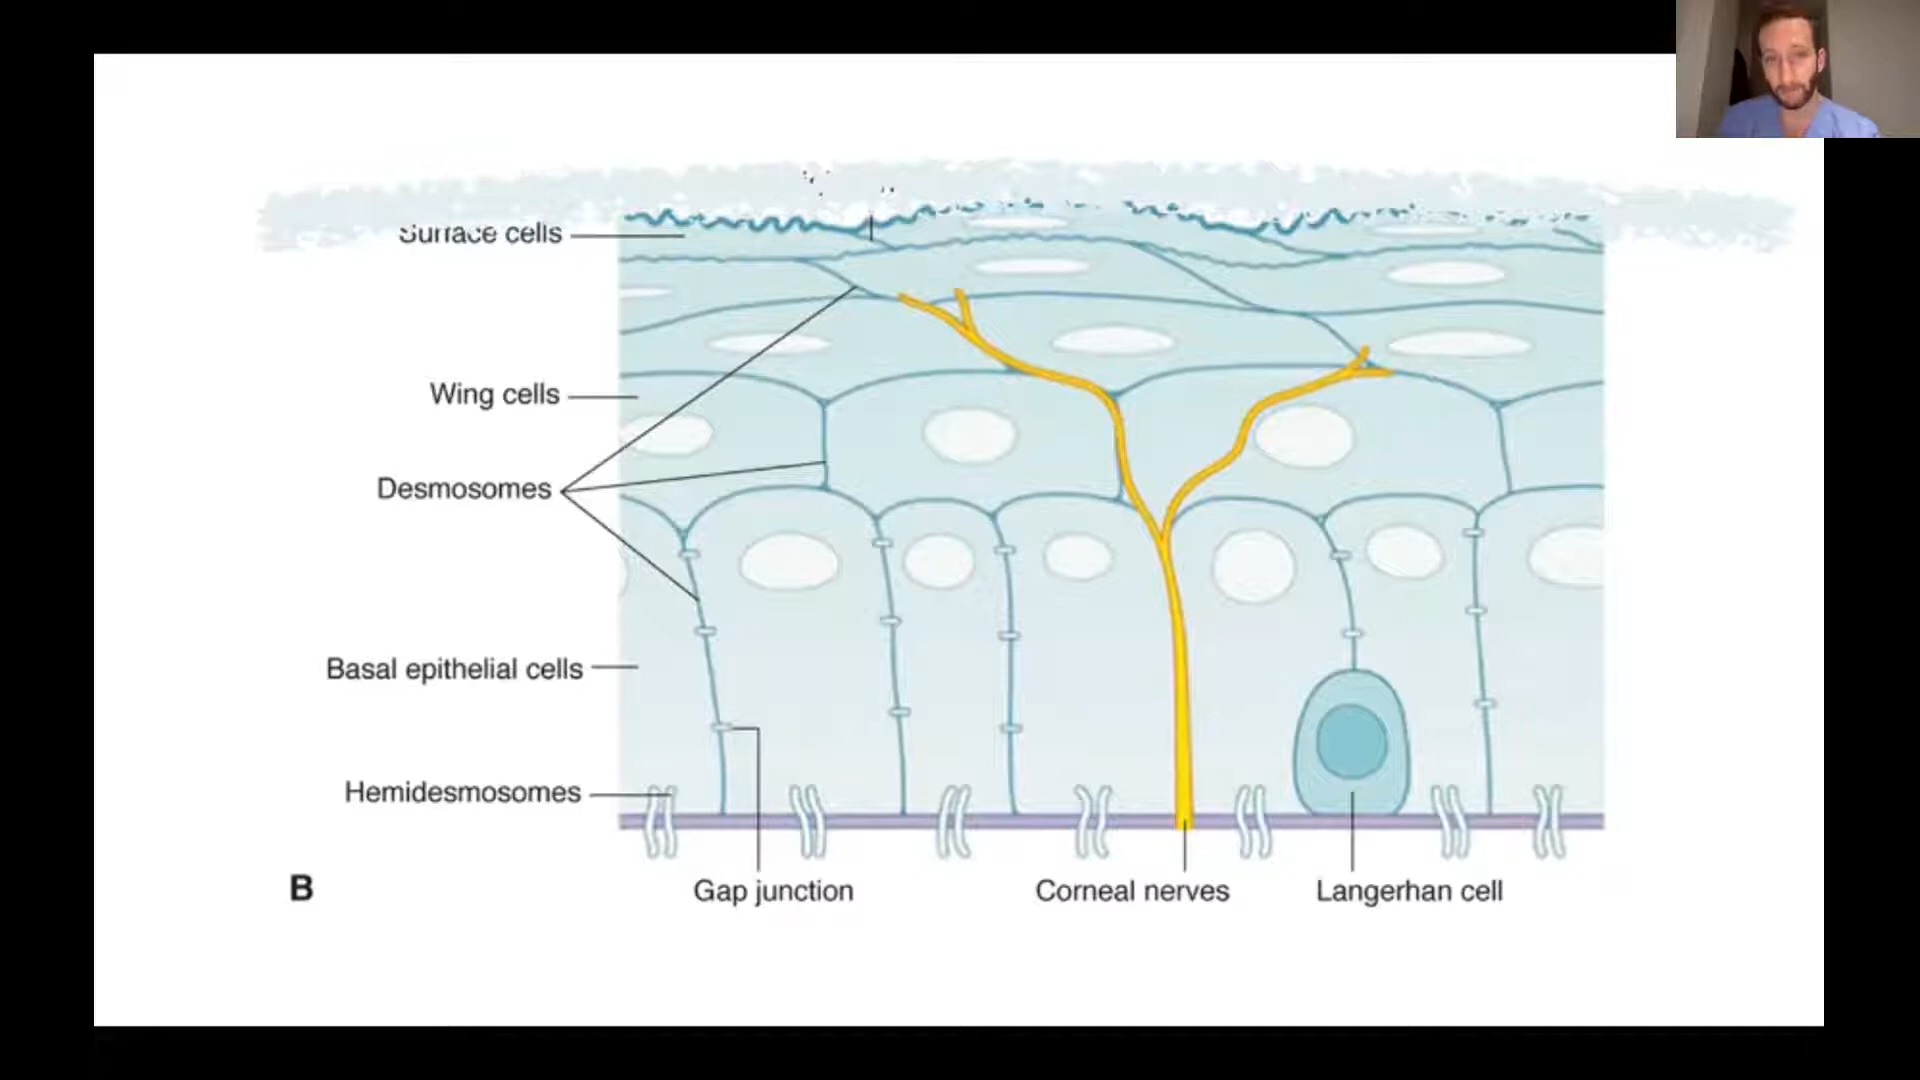 Surface cells
Wing cells
Desmosomes
Basal epithelial cells
Hemidesmosomes
B
Gap junction
Corneal nerves
Langerhan cell